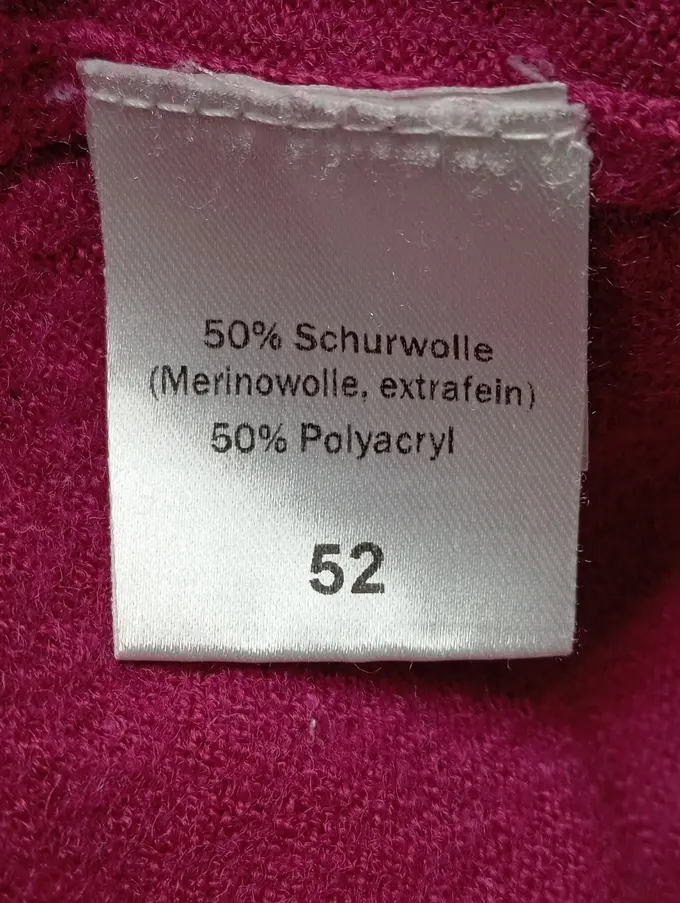 50% Schurwolle
(Merinowolle, extrafein)
50% Polyacryl
52